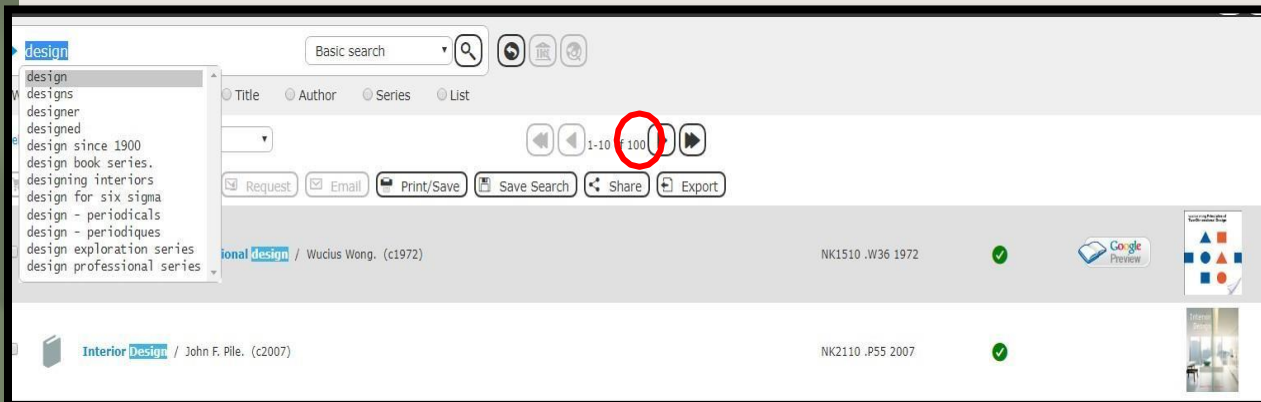 design
Basic search
design
designs
designer
designed
design since 1900
design book series.
designing interiors
design for six sigma
design - periodicals
design - periodiques
design exploration series
design professional series
Title Author Series List
1-10 of 100
Request Email Print/Save Save Search Share Export
ional design / Wucius Wong. (c1972) NK1510 .W36 1972
Google
Preview
Interior Design / John F. Pile. (c2007) NK2110 .P55 2007
Interior
Design